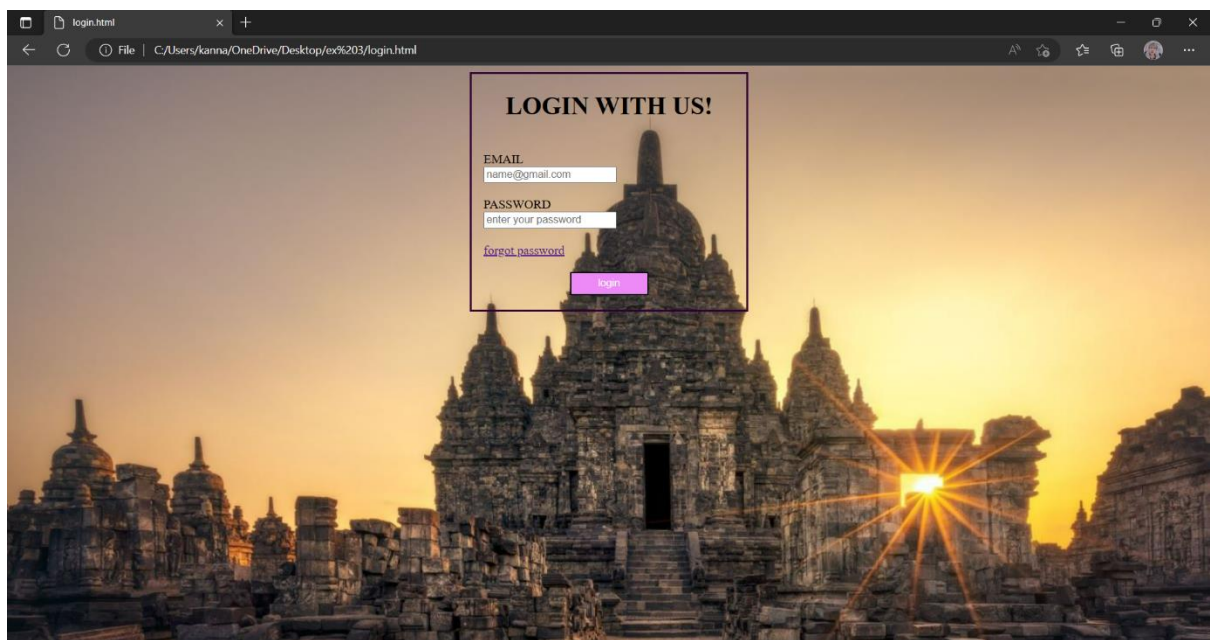 login.html
File | C:/Users/kanna/OneDrive/Desktop/ex%203/login.html
LOGIN WITH US!
EMAIL
name@gmail.com
PASSWORD
enter your password
forgot password
login